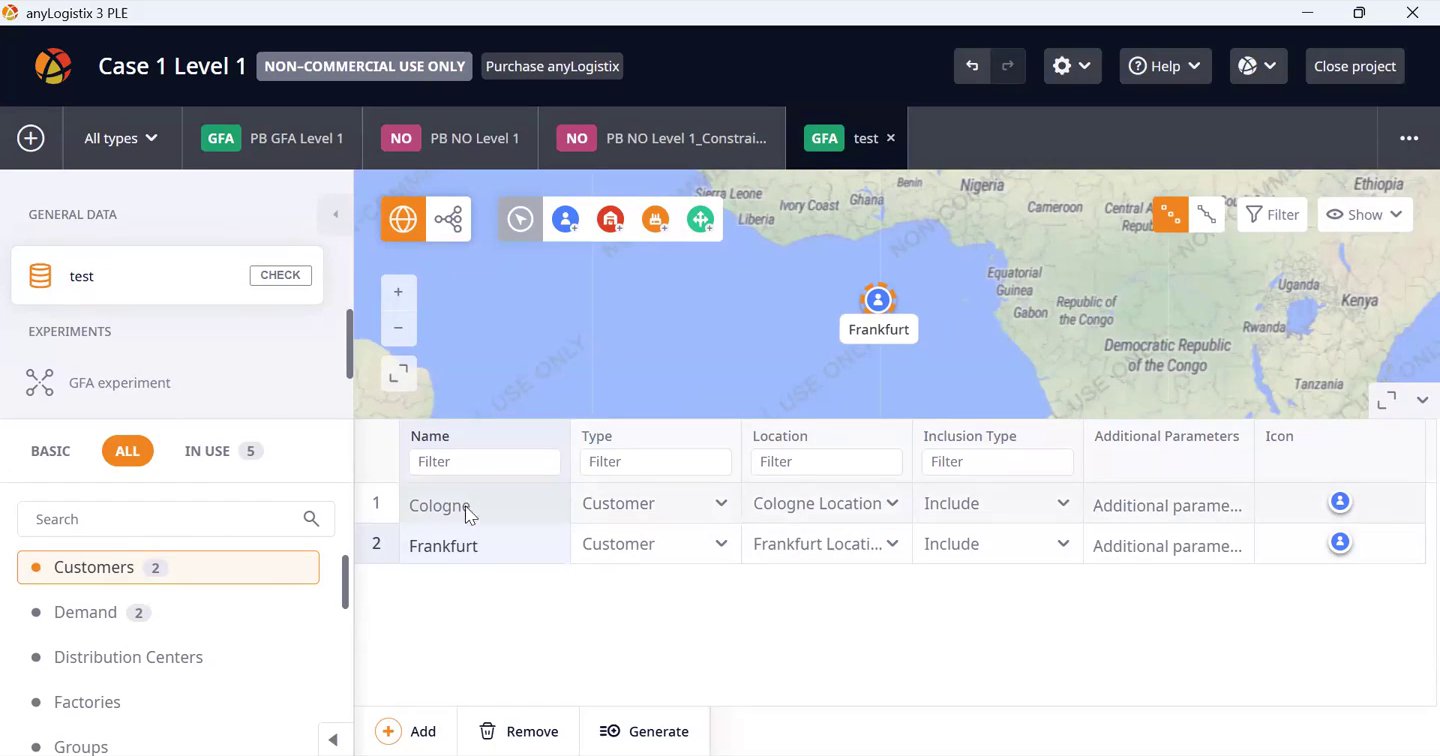 anyLogistix 3 PLE
Case 1 Level 1
NON-COMMERCIAL USE ONLY
Purchase anyLogistix
Help
Close project
All types
GFA PB GFA Level 1
NO PB NO Level 1
NO PB NO Level 1_Constrai...
GFA test
GENERAL DATA
test
CHECK
EXPERIMENTS
GFA experiment
BASIC
ALL
IN USE 5
Search
Customers 2
Demand 2
Distribution Centers
Factories
Groups
Sierra Leone
Liberia
Ivory Coast
Ghana
Benin
Nigeria
Cameroon
Ethiopia
Filter
Show
Equatorial
Guinea
Gabon
Republic of
the Congo
Democratic Republic
of the Congo
Uganda
Kenya
Rwanda
Tanzania
Frankfurt
Name Type Location Inclusion Type Additional Parameters Icon
Filter Filter Filter Filter
1 Cologne Customer Cologne Location Include Additional parame...
2 Frankfurt Customer Frankfurt Locati... Include Additional parame...
Add
Remove
Generate